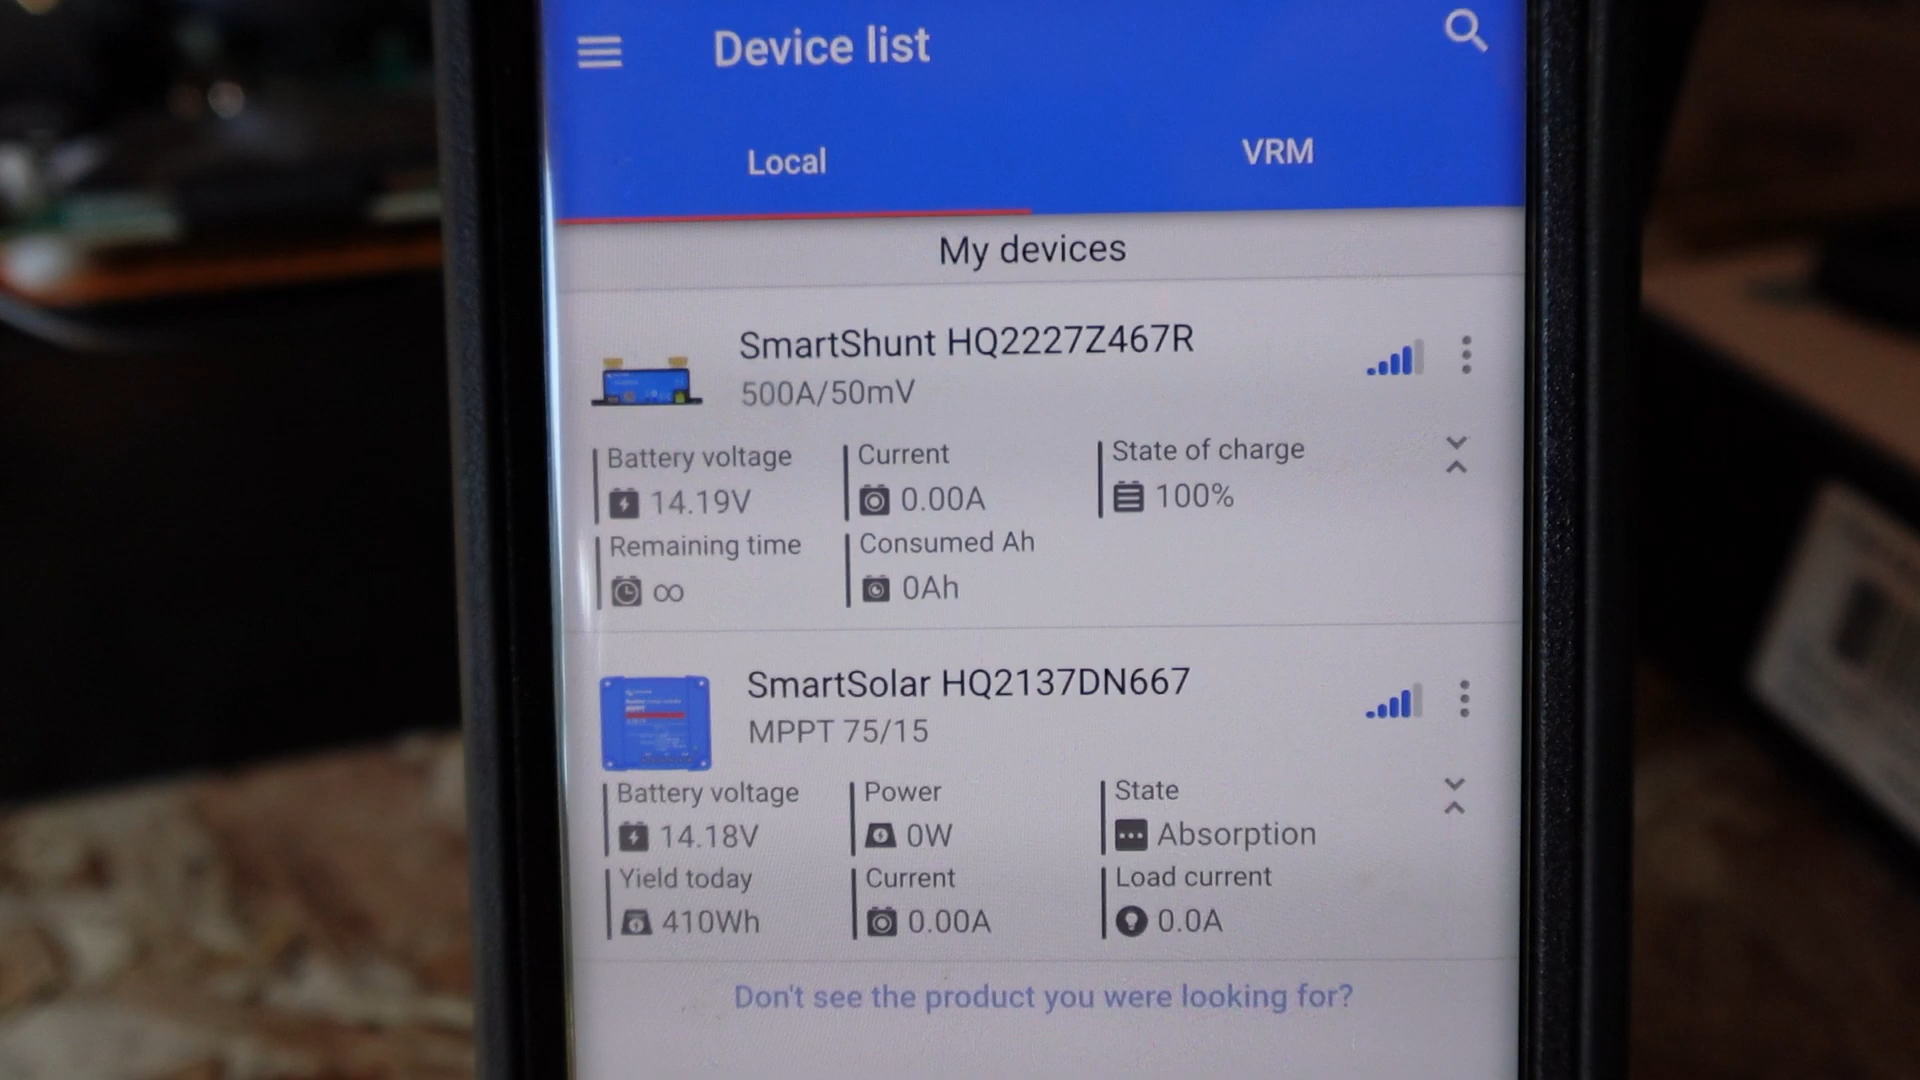 Device list
Local
VRM
My devices
SmartShunt HQ2227Z467R
500A/50mV
Battery voltage
Current
State of charge
14.19V
0.00A
100%
Remaining time
Consumed Ah
∞
0Ah
SmartSolar HQ2137DN667
MPPT 75/15
Battery voltage
Power
State
14.18V
0W
Absorption
Yield today
Current
Load current
410Wh
0.00A
0.0A
Don't see the product you were looking for?